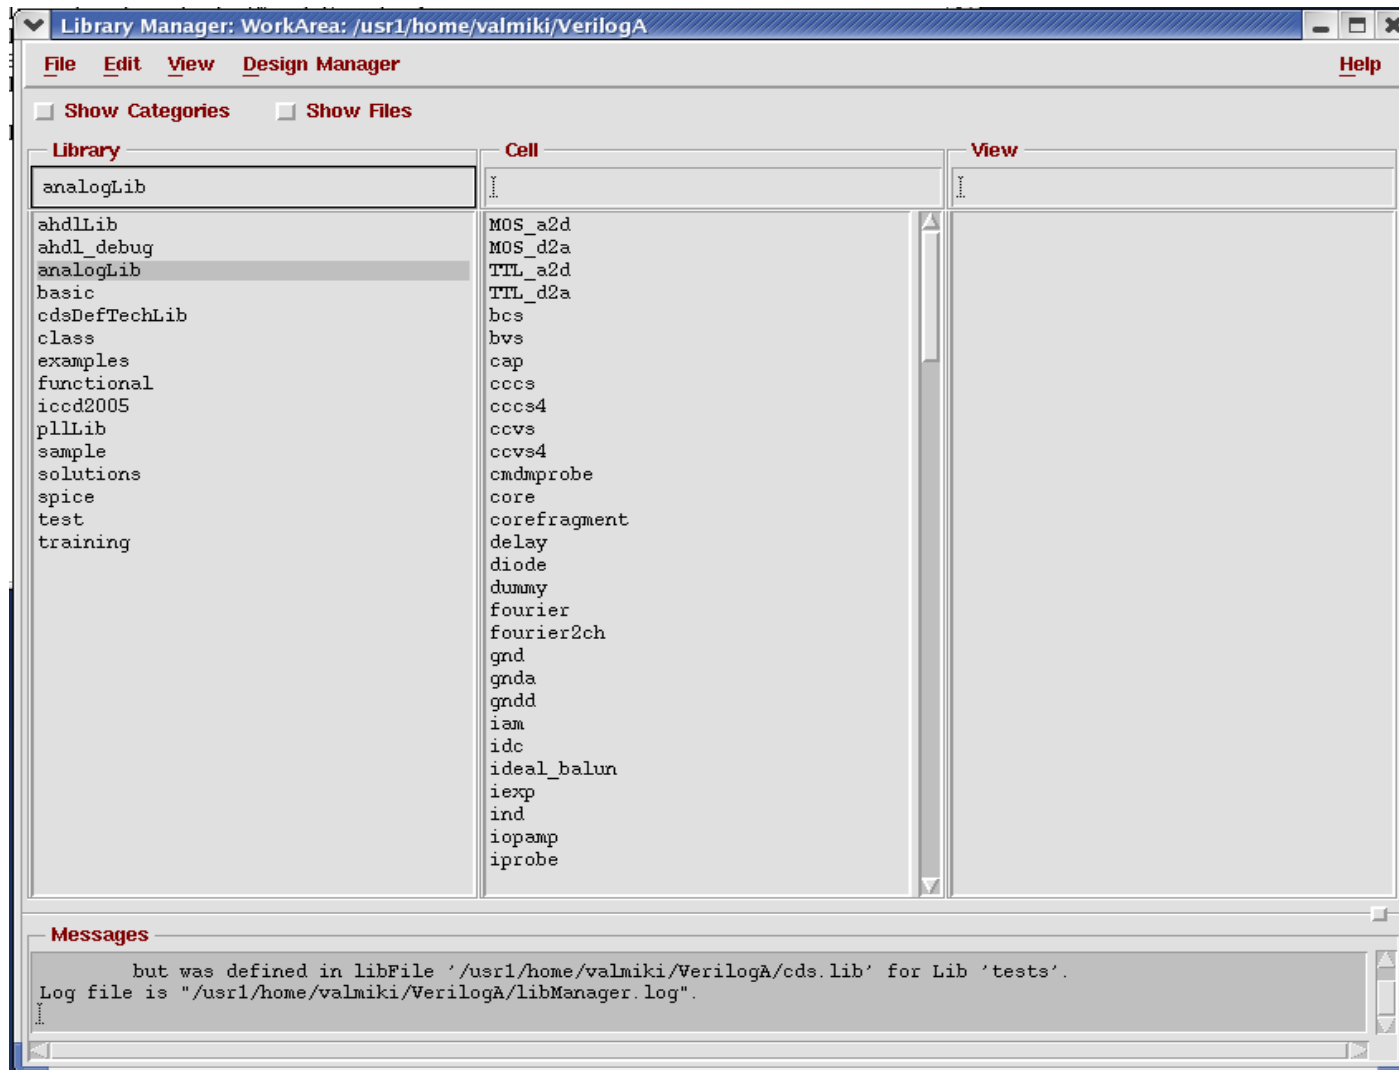 Library Manager: WorkArea: /usr1/home/valmiki/VerilogA
File Edit View Design Manager Help
Show Categories Show Files
Library Cell View
analogLib
ahdlLib
ahdl_debug
analogLib
basic
cdsDefTechLib
class
examples
functional
iccd2005
pllLib
sample
solutions
spice
test
training
MOS_a2d
MOS_d2a
TTL_a2d
TTL_d2a
bcs
bvs
cap
cccs
cccs4
ccvs
ccvs4
cmdmprobe
core
corefragment
delay
diode
dummy
fourier
fourier2ch
gnd
gnda
gndd
iam
idc
ideal_balun
iexp
ind
iopamp
iprobe
Messages
but was defined in libFile '/usr1/home/valmiki/VerilogA/cds.lib' for Lib 'tests'.
Log file is "/usr1/home/valmiki/VerilogA/libManager.log".